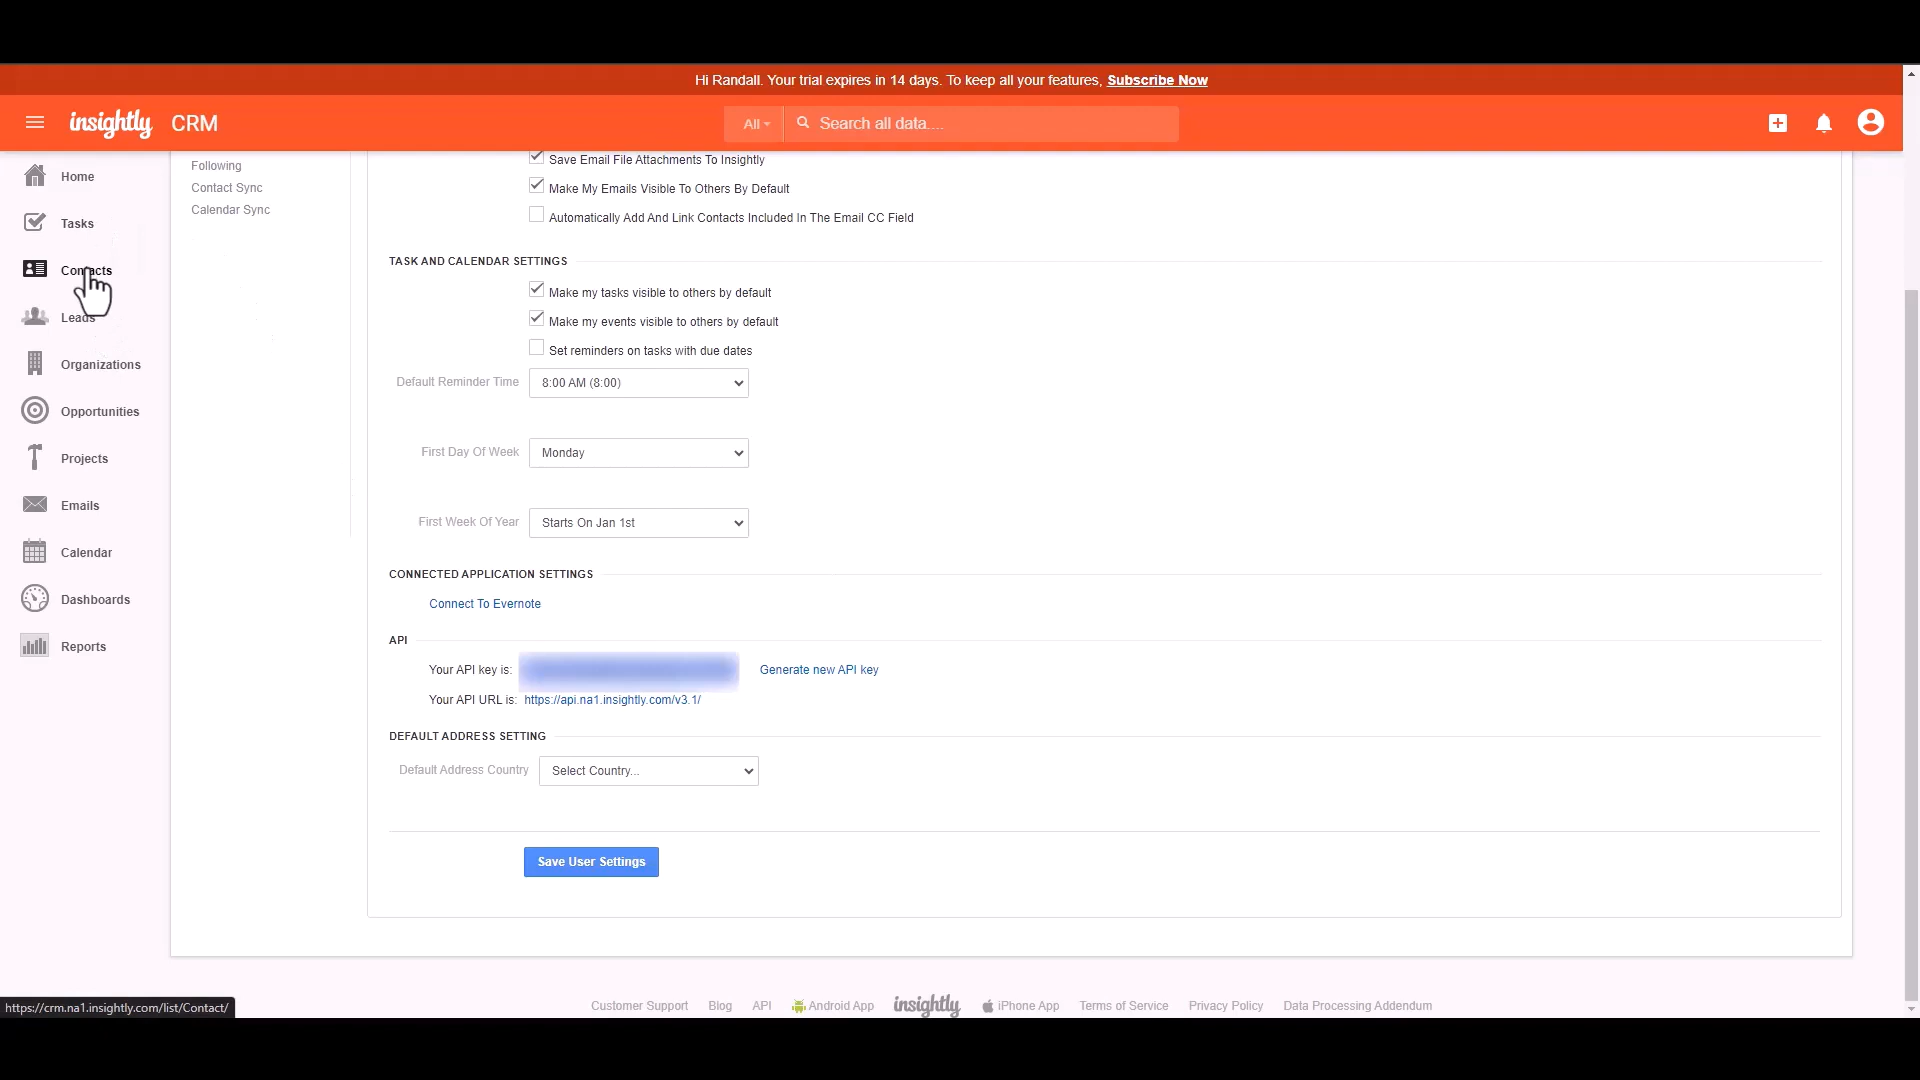 Hi Randall. Your trial expires in 14 days. To keep all your features, Subscribe Now
insightly CRM
All
Search all data....
Home
Tasks
Contacts
Leads
Organizations
Opportunities
Projects
Emails
Calendar
Dashboards
Reports
Following
Contact Sync
Calendar Sync
Save Email File Attachments To Insightly
Make My Emails Visible To Others By Default
Automatically Add And Link Contacts Included In The Email CC Field
TASK AND CALENDAR SETTINGS
Make my tasks visible to others by default
Make my events visible to others by default
Set reminders on tasks with due dates
Default Reminder Time 8:00 AM (8:00)
First Day Of Week Monday
First Week Of Year Starts On Jan 1st
CONNECTED APPLICATION SETTINGS
Connect To Evernote
API
Your API key is: Generate new API key
Your API URL is: https://api.na1.insightly.com/v3.1/
DEFAULT ADDRESS SETTING
Default Address Country Select Country...
Save User Settings
Customer Support Blog API Android App insightly iPhone App Terms of Service Privacy Policy Data Processing Addendum
https://crm.na1.insightly.com/list/Contact/